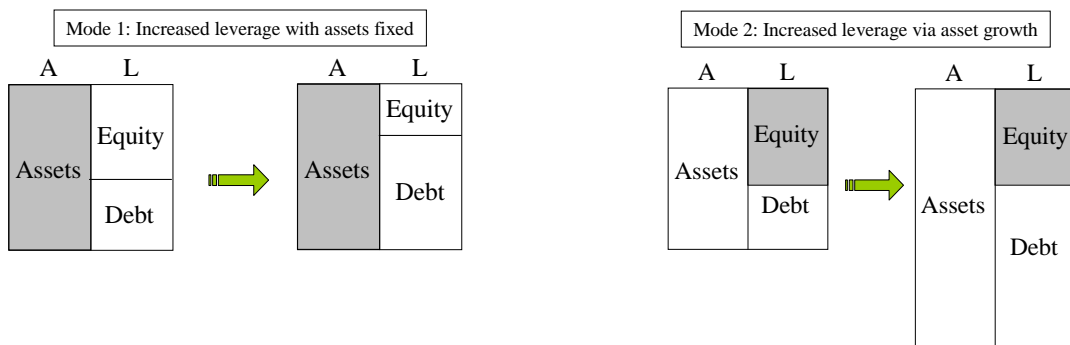 Mode 1: Increased leverage with assets fixed
A L
Assets
Equity
Debt
A L
Assets
Equity
Debt
Mode 2: Increased leverage via asset growth
A L
Assets
Equity
Debt
A L
Assets
Equity
Debt